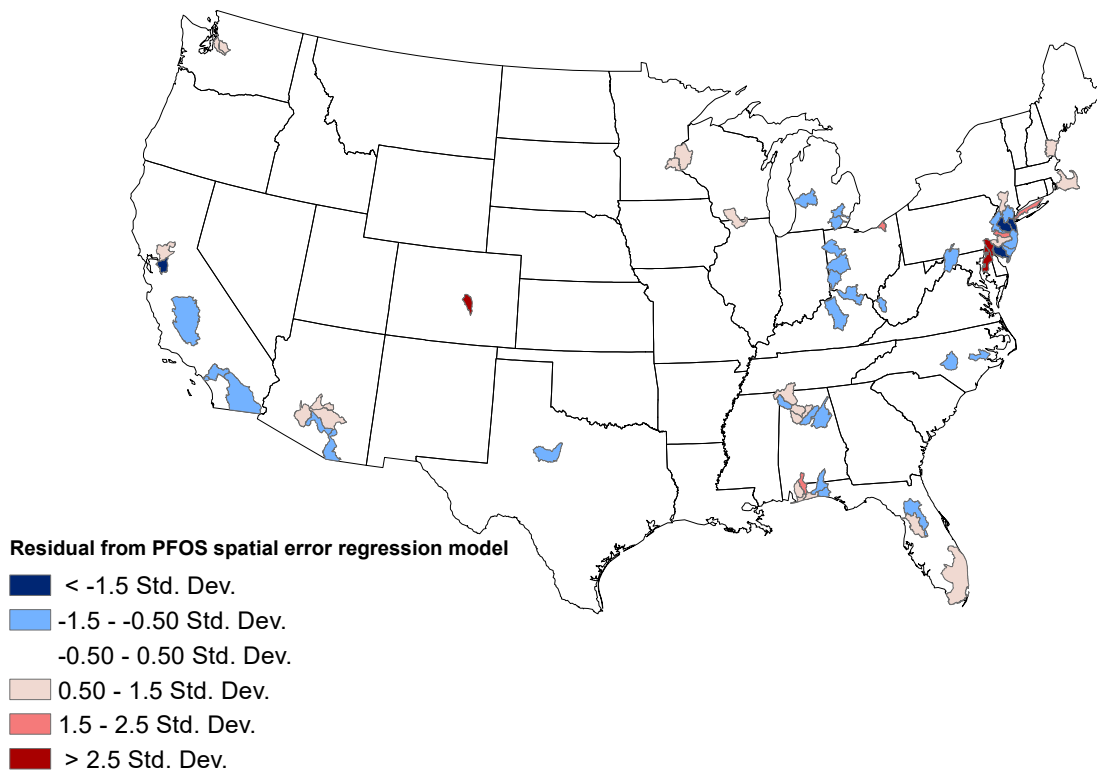 Residual from PFOS spatial error regression model
< -1.5 Std. Dev.
-1.5 - -0.50 Std. Dev.
-0.50 - 0.50 Std. Dev.
0.50 - 1.5 Std. Dev.
1.5 - 2.5 Std. Dev.
> 2.5 Std. Dev.